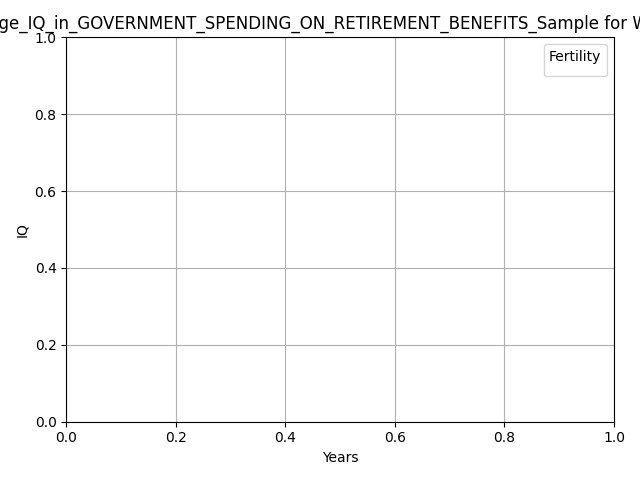 ge_IQ_in_GOVERNMENT_SPENDING_ON_RETIREMENT_BENEFITS_Sample for W
Fertility
1.0
0.8
0.6
0.4
0.2
0.0
IQ
0.0 0.2 0.4 0.6 0.8 1.0
Years